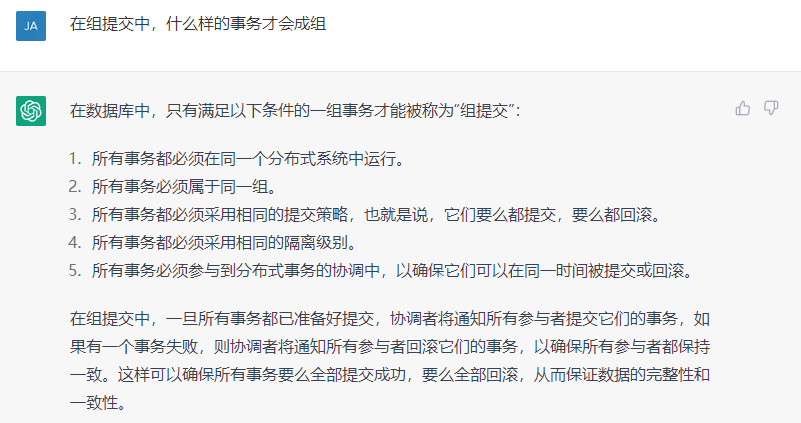 JA
在组提交中，什么样的事务才会成组
在数据库中，只有满足以下条件的一组事务才能被称为“组提交”：
1. 所有事务都必须在同一个分布式系统中运行。
2. 所有事务必须属于同一组。
3. 所有事务都必须采用相同的提交策略，也就是说，它们要么都提交，要么都回滚。
4. 所有事务都必须采用相同的隔离级别。
5. 所有事务必须参与到分布式事务的协调中，以确保它们可以在同一时间被提交或回滚。
在组提交中，一旦所有事务都已准备好提交，协调者将通知所有参与者提交它们的事务，如
果有一个事务失败，则协调者将通知所有参与者回滚它们的事务，以确保所有参与者都保持
一致。这样可以确保所有事务要么全部提交成功，要么全部回滚，从而保证数据的完整性和
一致性。